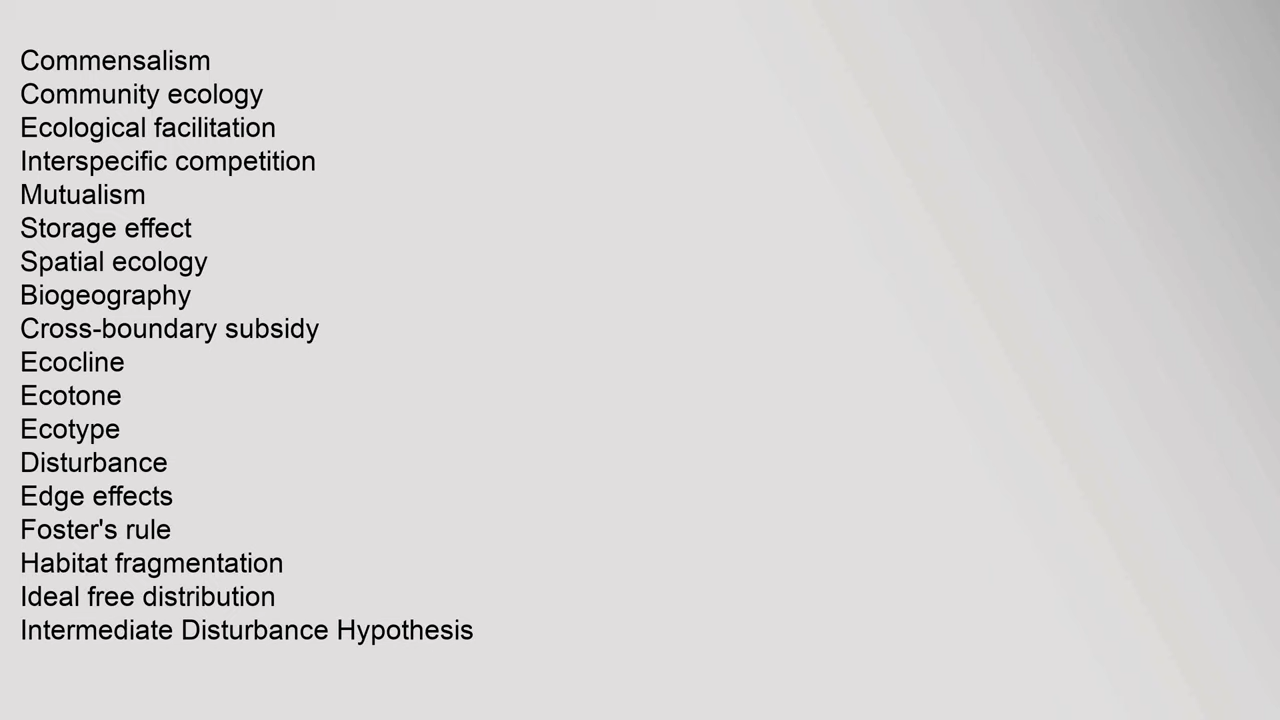 Commensalism
Community ecology
Ecological facilitation
Interspecific competition
Mutualism
Storage effect
Spatial ecology
Biogeography
Cross-boundary subsidy
Ecocline
Ecotone
Ecotype
Disturbance
Edge effects
Foster's rule
Habitat fragmentation
Ideal free distribution
Intermediate Disturbance Hypothesis